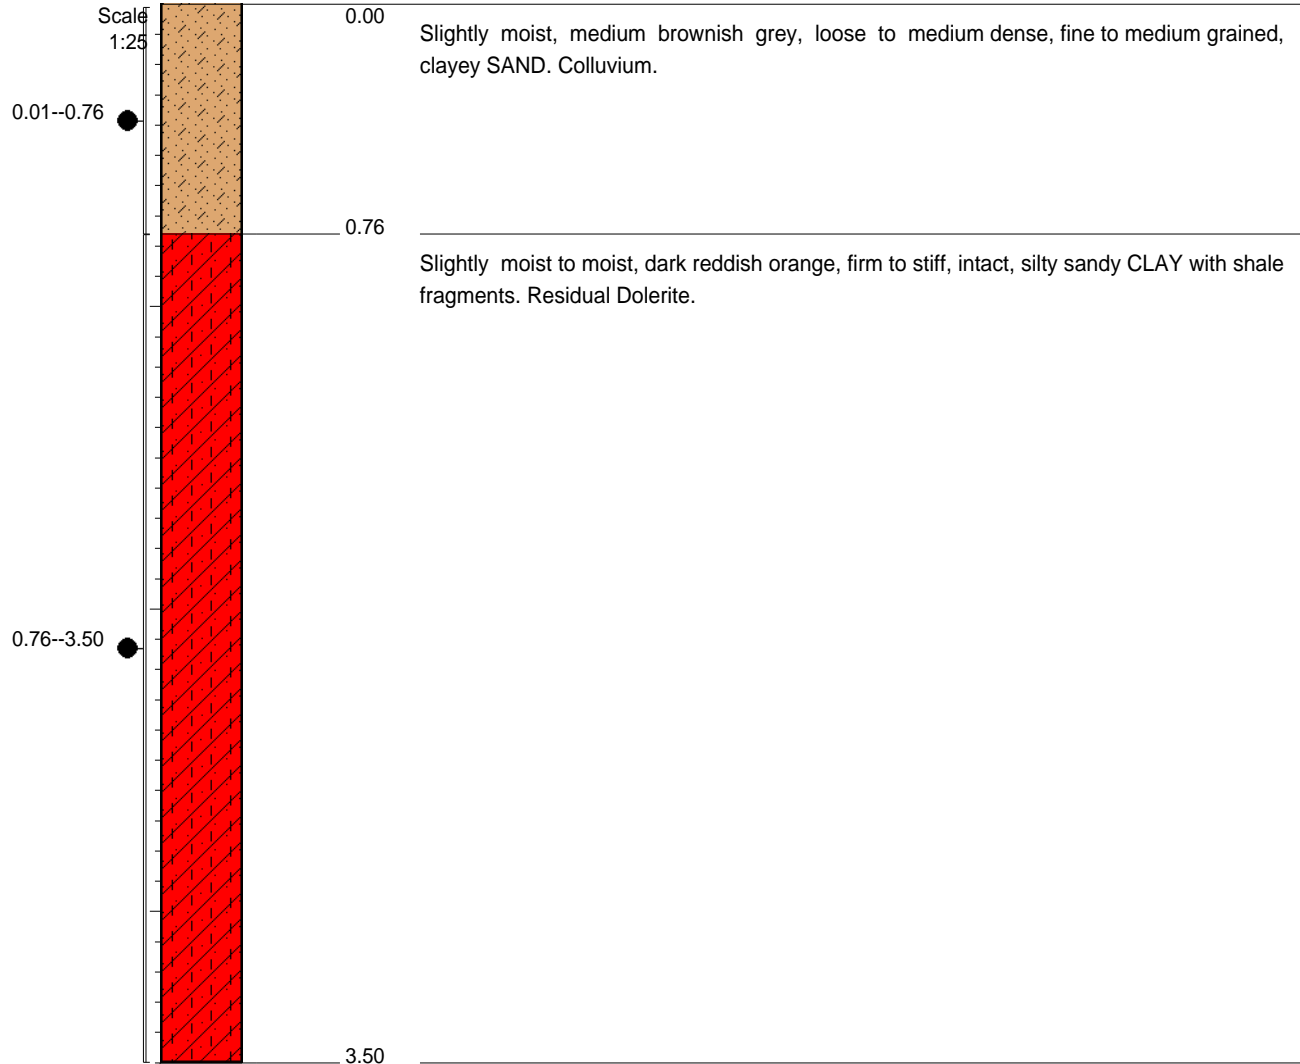 Scale
1:25
0.00
Slightly moist, medium brownish grey, loose to medium dense, fine to medium grained,
clayey SAND. Colluvium.
0.01--0.76
0.76
Slightly moist to moist, dark reddish orange, firm to stiff, intact, silty sandy CLAY with shale
fragments. Residual Dolerite.
0.76--3.50
3.50